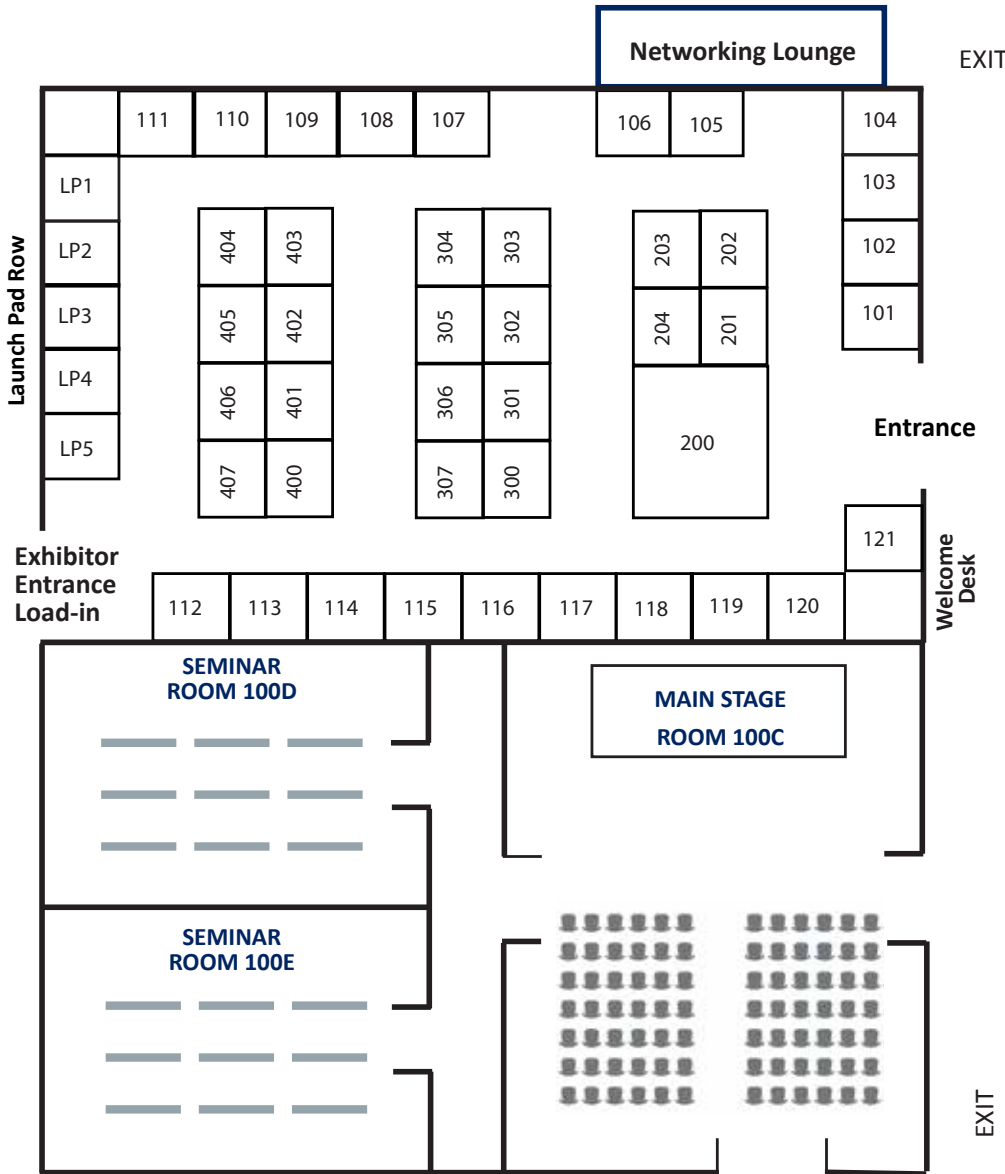 Networking Lounge
EXIT
111
110
109
108
107
106
105
104
LP1
103
LP2
404
403
304
303
203
202
102
LP3
405
402
305
302
204
201
101
Launch Pad Row
LP4
406
401
306
301
LP5
407
400
307
300
200
Entrance
121
Welcome
Desk
Exhibitor
Entrance
Load-in
112
113
114
115
116
117
118
119
120
SEMINAR
ROOM 100D
MAIN STAGE
ROOM 100C
SEMINAR
ROOM 100E
EXIT